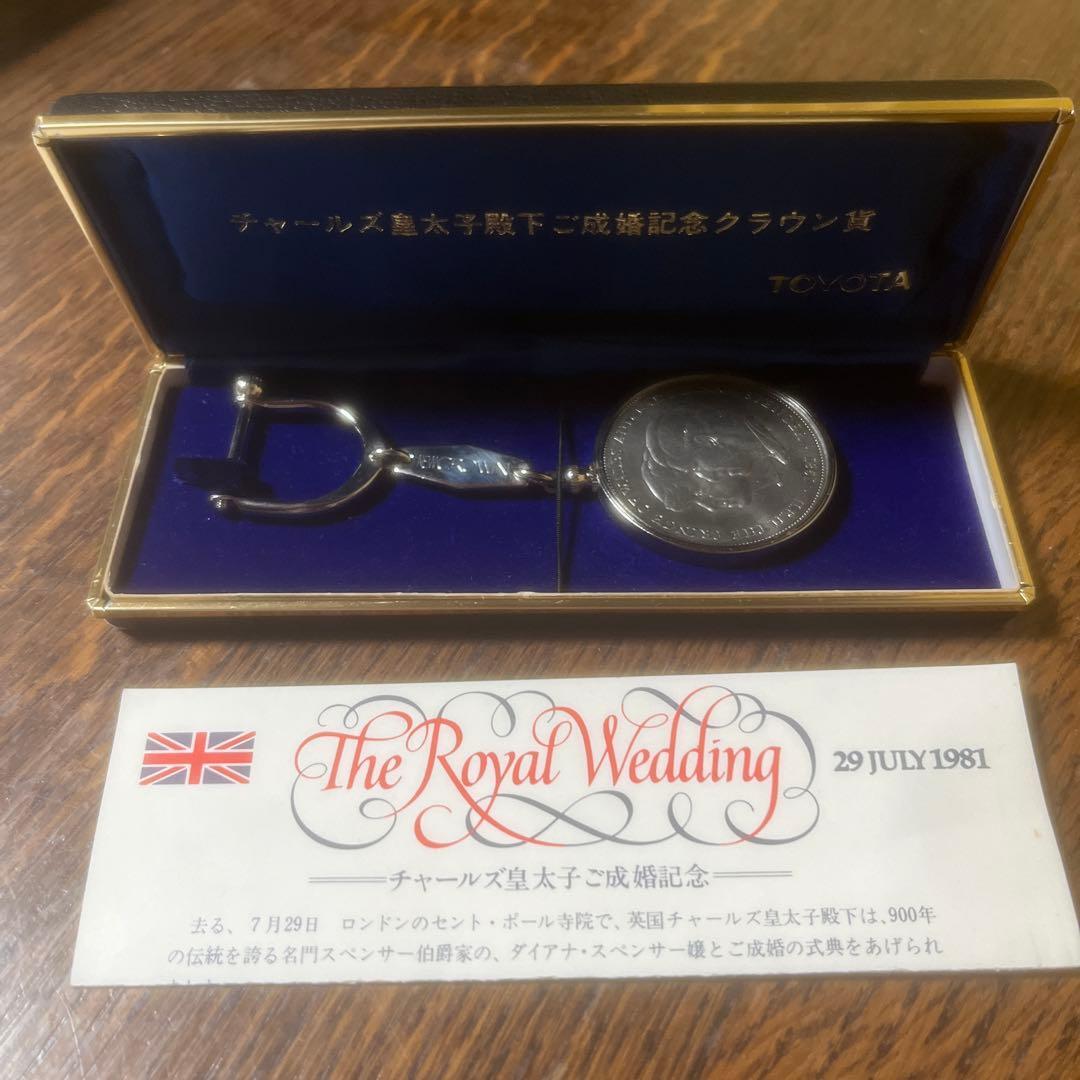 チャールズ皇太子殿下ご成婚記念クラウン貨
TOYOTA
The Royal Wedding
29 JULY 1981
チャールズ皇太子ご成婚記念
去る、7月29日 ロンドンのセント・ポール寺院で、英国チャールズ皇太子殿下は、900年
の伝統を誇る名門スペンサー伯爵家の、ダイアナ・スペンサー嬢とご成婚の式典をあげられ